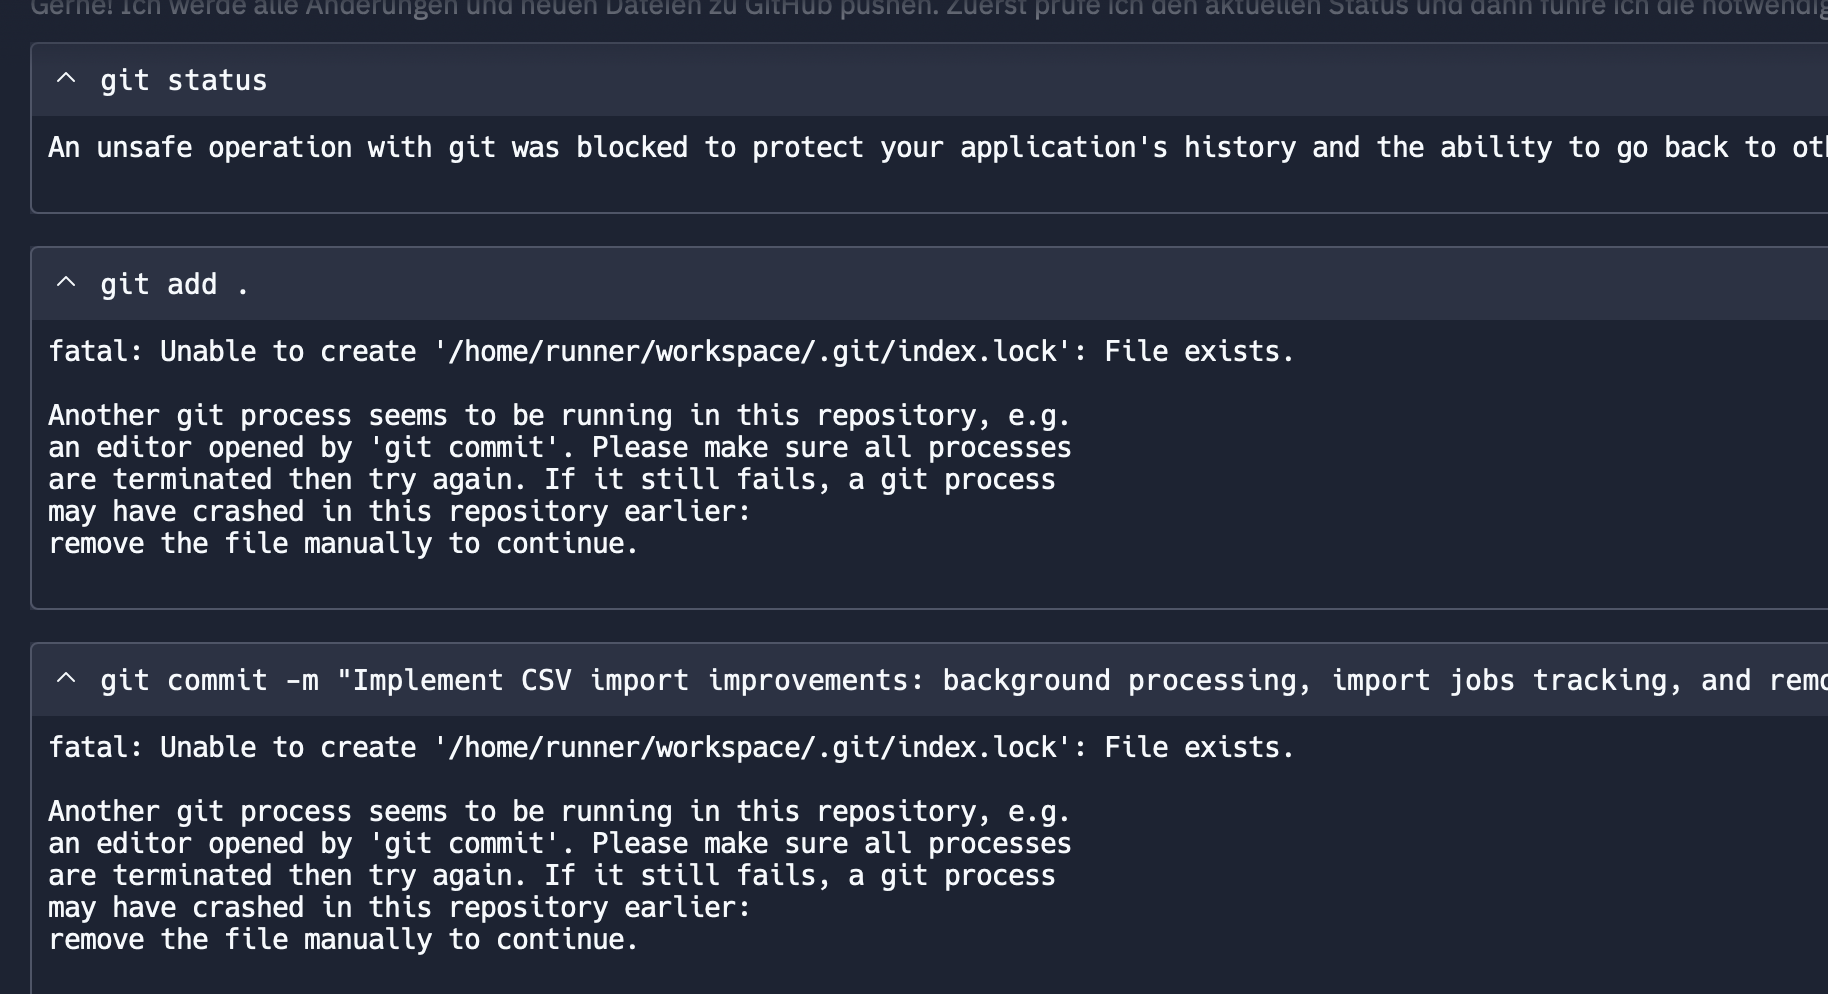 Gerne! Ich werde alle Änderungen und neuen Dateien zu GitHub pushen. Zuerst prüfe ich den aktuellen Status und dann führe ich die
git status
An unsafe operation with git was blocked to protect your application's history and the ability to go back to
git add .
fatal: Unable to create '/home/runner/workspace/.git/index.lock': File exists.
Another git process seems to be running in this repository, e.g.
an editor opened by 'git commit'. Please make sure all processes
are terminated then try again. If it still fails, a git process
may have crashed in this repository earlier:
remove the file manually to continue.
git commit -m "Implement CSV import improvements: background processing, import jobs tracking, and
fatal: Unable to create '/home/runner/workspace/.git/index.lock': File exists.
Another git process seems to be running in this repository, e.g.
an editor opened by 'git commit'. Please make sure all processes
are terminated then try again. If it still fails, a git process
may have crashed in this repository earlier:
remove the file manually to continue.